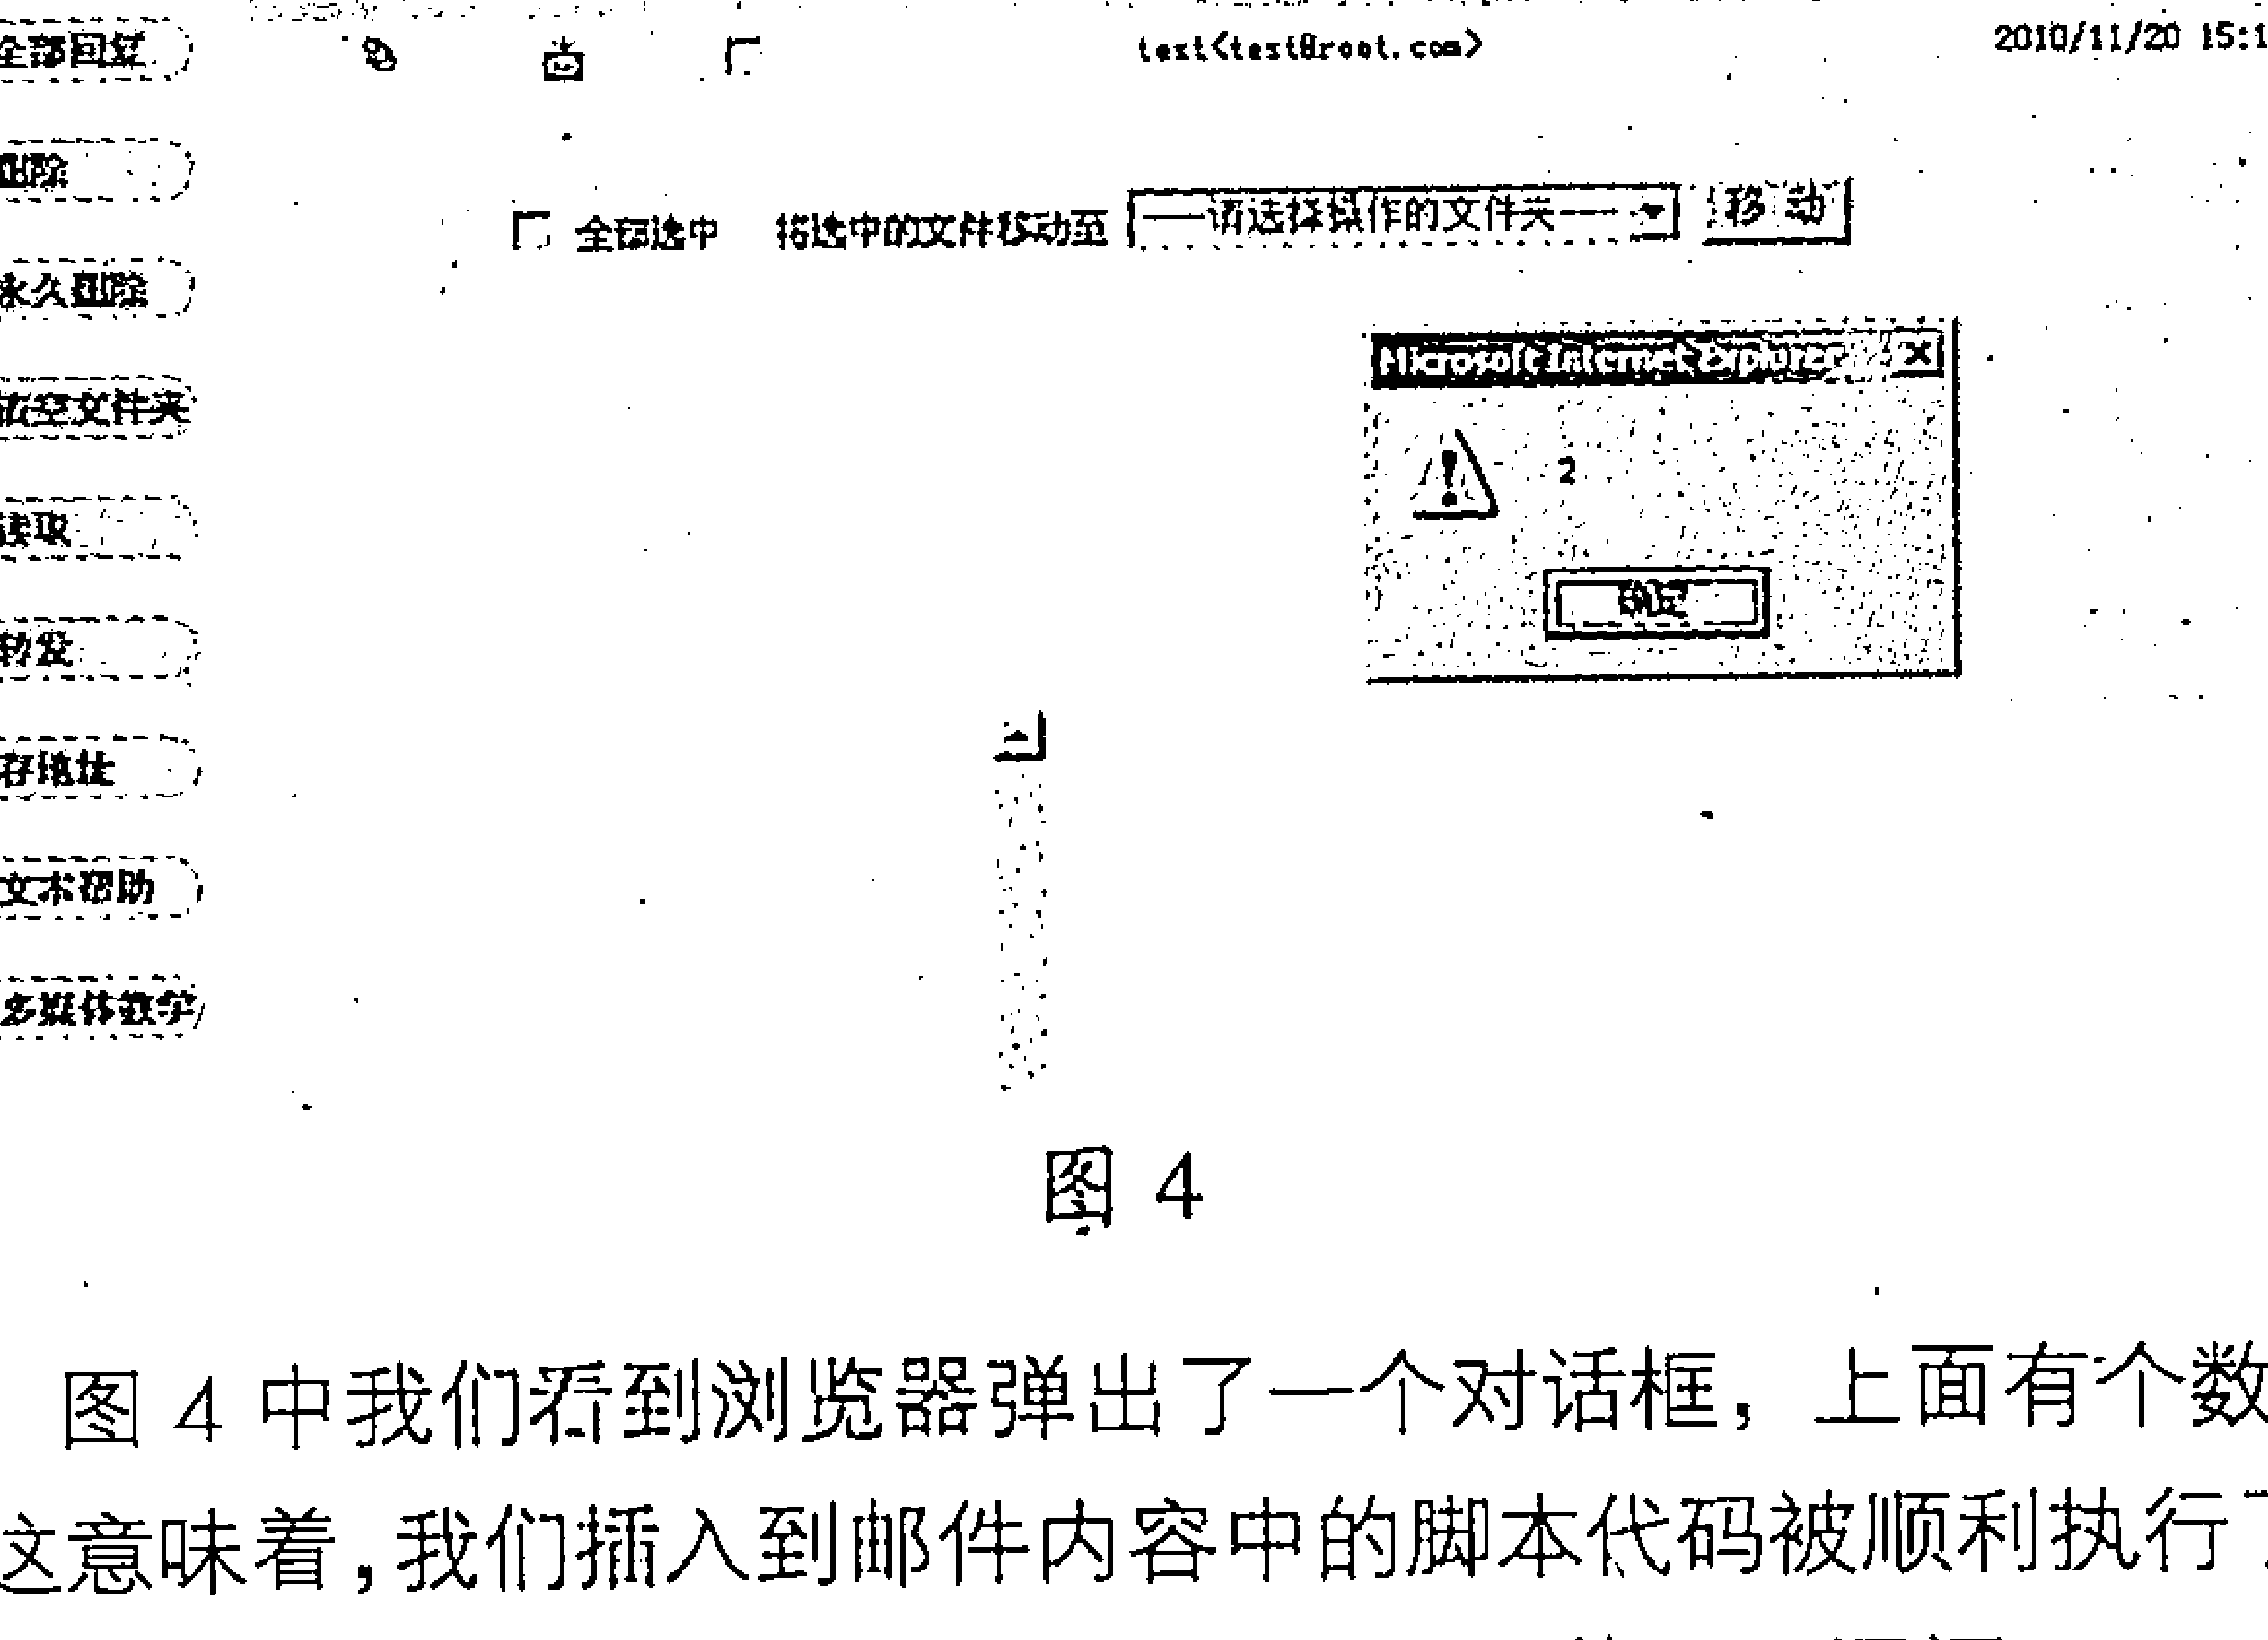 全部回复
test<test@root.com>
2010/11/20 15:1
删除
全部选中 将选中的文件移动至 ──请选择操作的文件夹── 移动
永久删除
Microsoft Internet Explorer
清空文件夹
2
读取
确定
转发
存地址
文本帮助
多媒体教学
图 4
图 4 中我们看到浏览器弹出了一个对话框，上面有个数
这意味着，我们插入到邮件内容中的脚本代码被顺利执行了